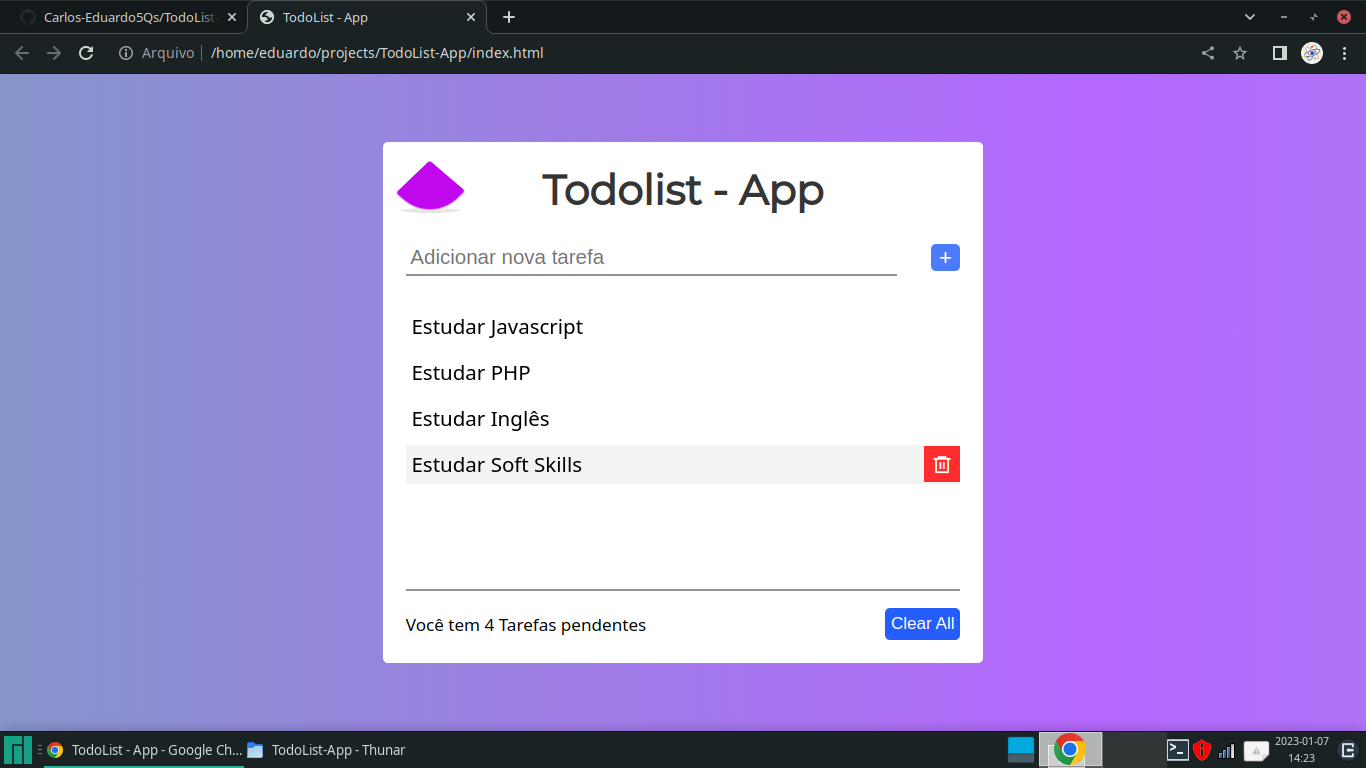 Carlos-Eduardo5Qs/TodoList-
TodoList - App
Arquivo
/home/eduardo/projects/TodoList-App/index.html
Todolist - App
Adicionar nova tarefa
+
Estudar Javascript
Estudar PHP
Estudar Inglês
Estudar Soft Skills
Você tem 4 Tarefas pendentes
Clear All
TodoList - App - Google Ch...
TodoList-App - Thunar
2023-01-07
14:23